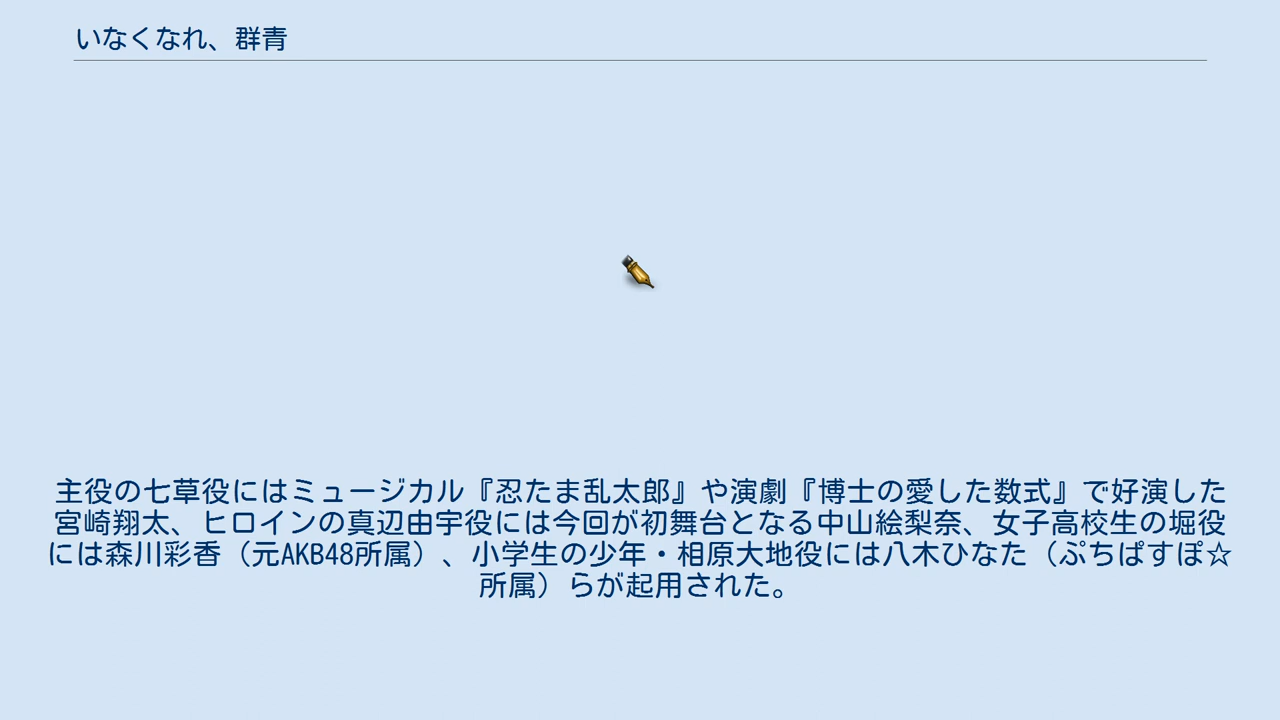 いなくなれ、群青
主役の七草役にはミュージカル『忍たま乱太郎』や演劇『博士の愛した数式』で好演した
宮崎翔太、ヒロインの真辺由宇役には今回が初舞台となる中山絵梨奈、女子高校生の堀役
には森川彩香（元AKB48所属）、小学生の少年・相原大地役には八木ひなた（ぷちぱすぽ☆
所属）らが起用された。